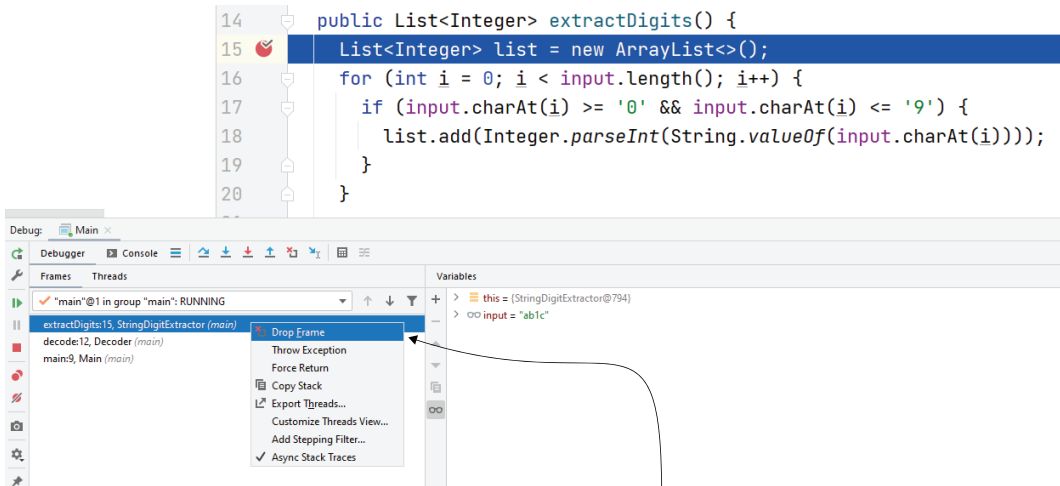 14 public List<Integer> extractDigits() {
15 List<Integer> list = new ArrayList<>();
16 for (int i = 0; i < input.length(); i++) {
17 if (input.charAt(i) >= '0' && input.charAt(i) <= '9') {
18 list.add(Integer.parseInt(String.valueOf(input.charAt(i))));
19 }
20 }
Debug: Main
Debugger Console
Frames Threads Variables
"main"@1 in group "main": RUNNING
this = {StringDigitExtractor@794}
input = "ab1c"
extractDigits:15, StringDigitExtractor (main)
decode:12, Decoder (main)
main:9, Main (main)
Drop Frame
Throw Exception
Force Return
Copy Stack
Export Threads...
Customize Threads View...
Add Stepping Filter...
Async Stack Traces